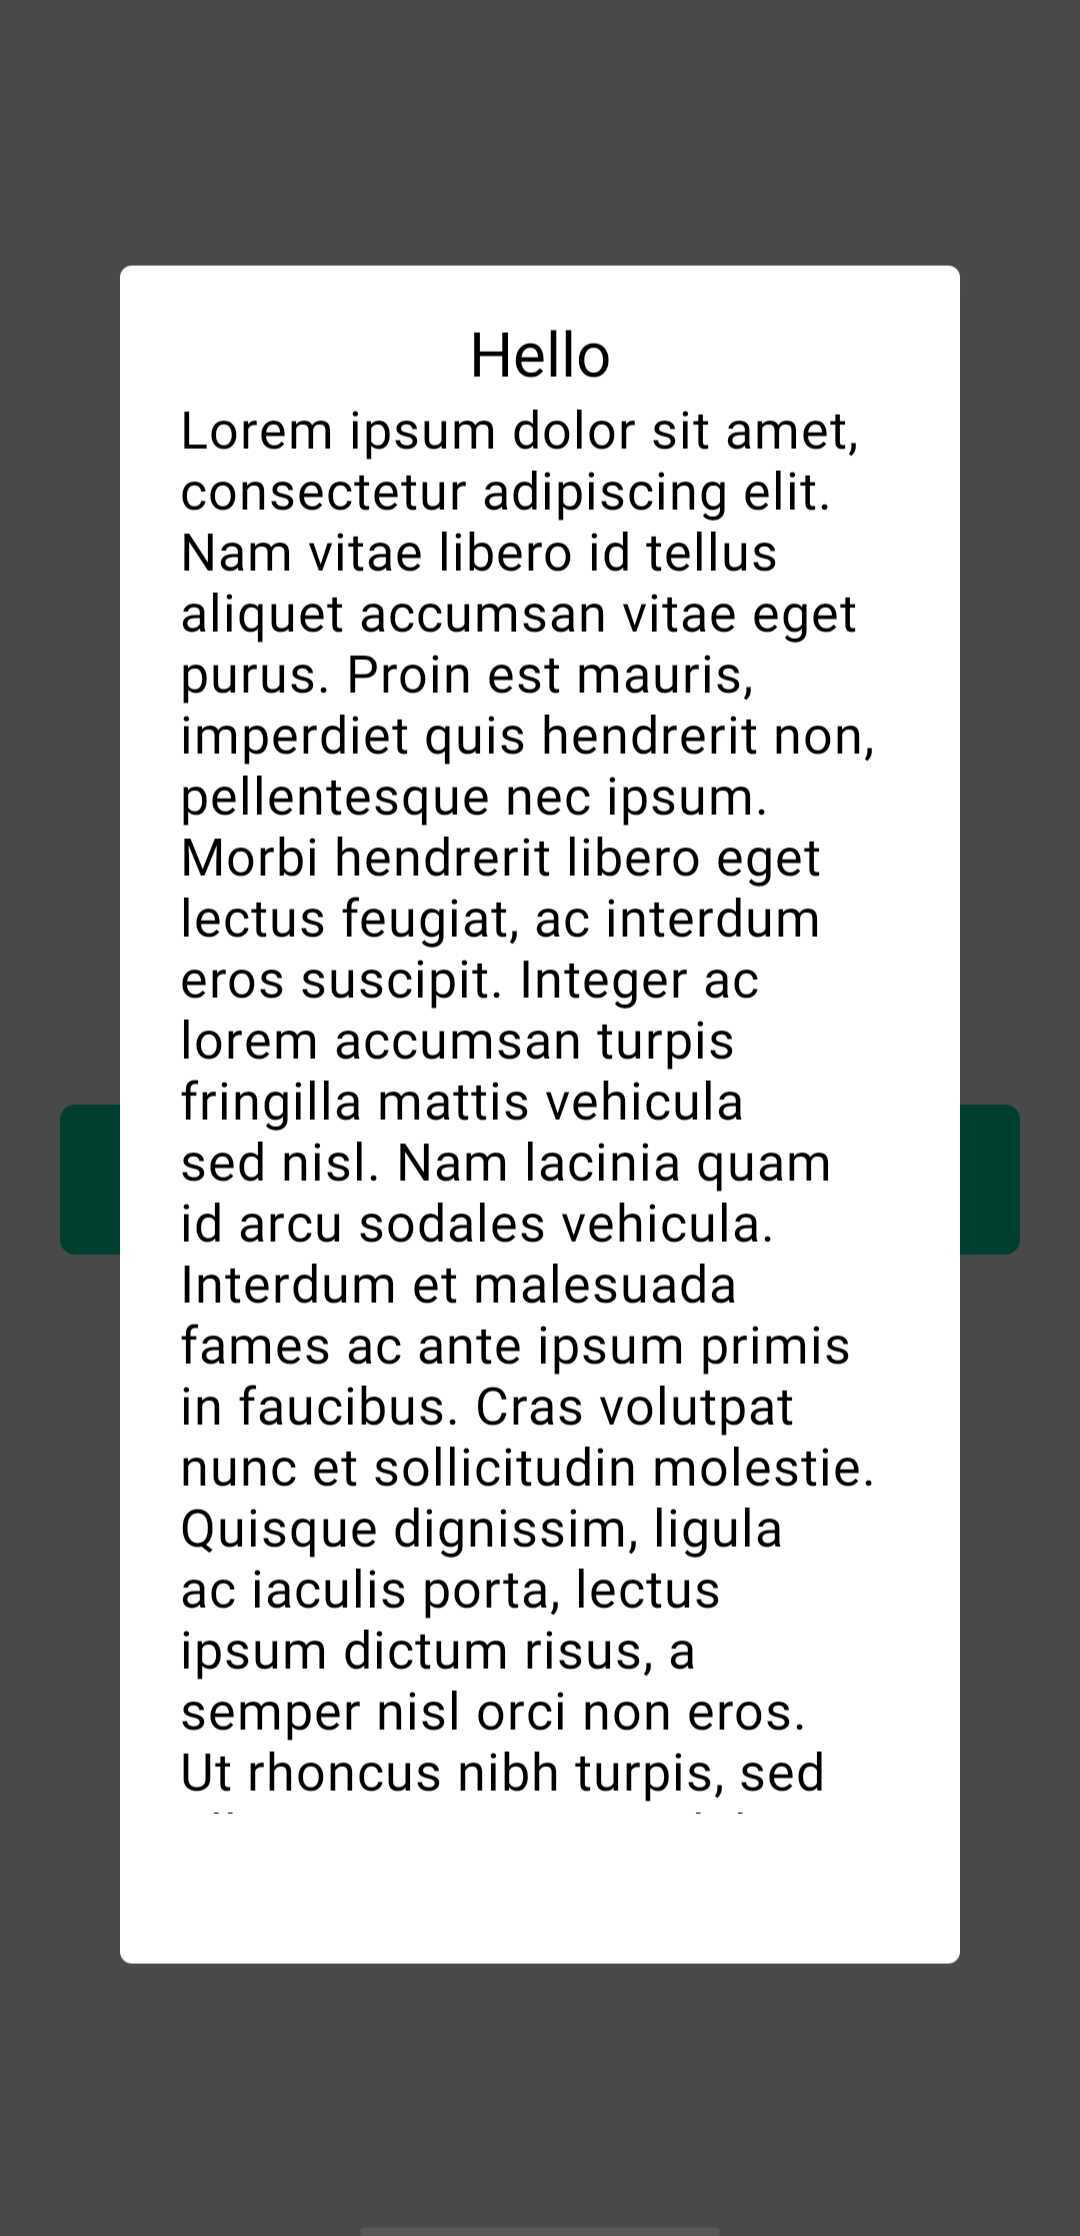 Hello
Lorem ipsum dolor sit amet,
consectetur adipiscing elit.
Nam vitae libero id tellus
aliquet accumsan vitae eget
purus. Proin est mauris,
imperdiet quis hendrerit non,
pellentesque nec ipsum.
Morbi hendrerit libero eget
lectus feugiat, ac interdum
eros suscipit. Integer ac
lorem accumsan turpis
fringilla mattis vehicula
sed nisl. Nam lacinia quam
id arcu sodales vehicula.
Interdum et malesuada
fames ac ante ipsum primis
in faucibus. Cras volutpat
nunc et sollicitudin molestie.
Quisque dignissim, ligula
ac iaculis porta, lectus
ipsum dictum risus, a
semper nisl orci non eros.
Ut rhoncus nibh turpis, sed